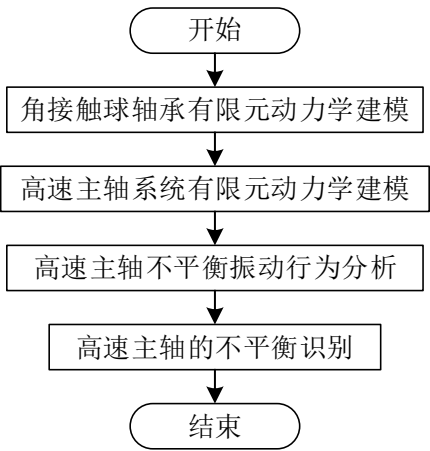 开始
角接触球轴承有限元动力学建模
高速主轴系统有限元动力学建模
高速主轴不平衡振动行为分析
高速主轴的不平衡识别
结束